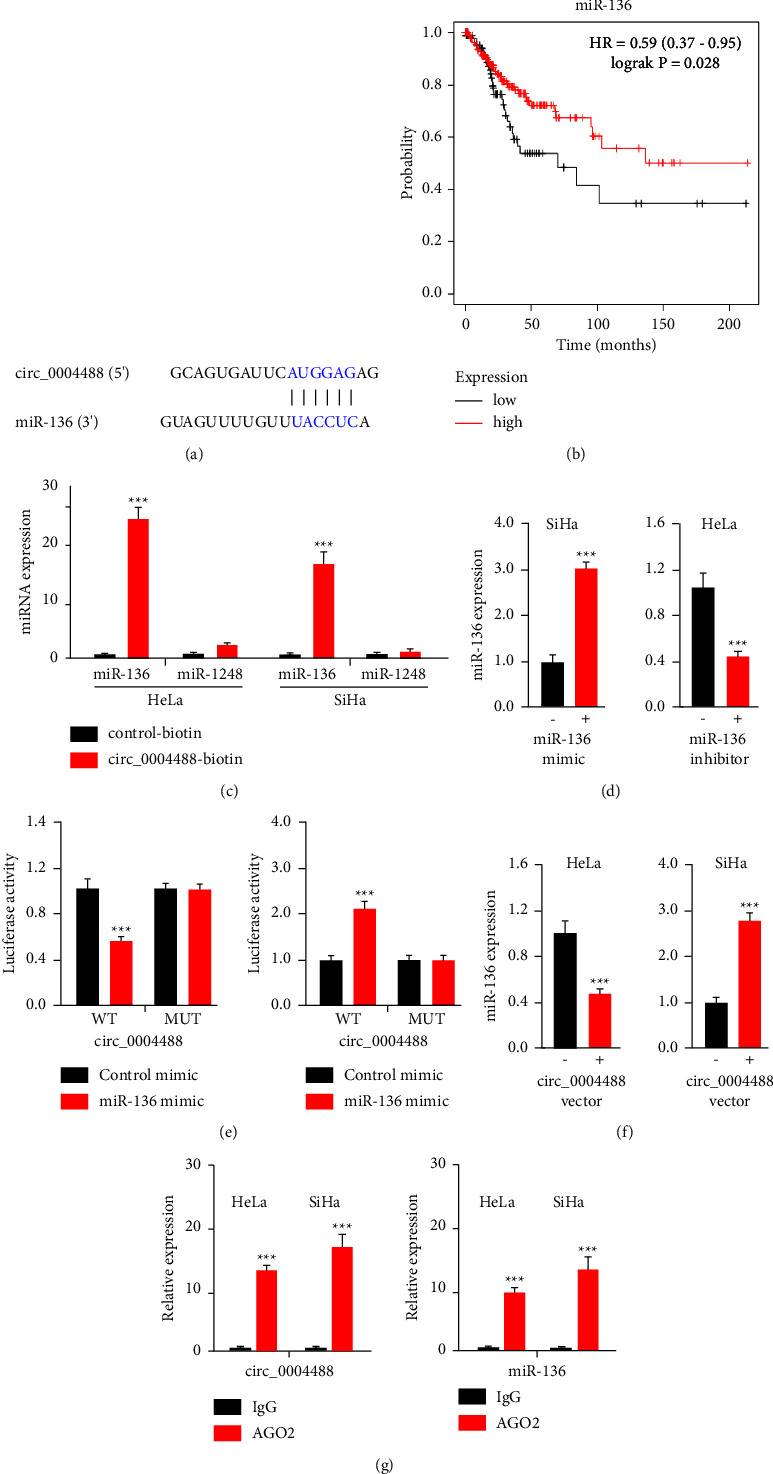 miR-136
HR = 0.59 (0.37 - 0.95)
lograk P = 0.028
1.0
0.8
0.6
0.4
0.2
0.0
Probability
0 50 100 150 200
Time (months)
Expression
low
high
(b)
circ_0004488 (5') GCAGUGAUUCAUGGAGAG
miR-136 (3') GUAGUUUUGUUUACCUCA
(a)
miRNA expression
30
20
10
0
*** ***
miR-136 miR-1248 miR-136 miR-1248
HeLa SiHa
control-biotin
circ_0004488-biotin
(c)
miR-136 expression
4.0
3.0
2.0
1.0
0.0
SiHa
***
- +
miR-136
mimic
1.6
1.2
0.8
0.4
0.0
HeLa
***
- +
miR-136
inhibitor
(d)
Luciferase activity
1.4
1.2
0.8
0.4
0.0
***
WT MUT
circ_0004488
Control mimic
miR-136 mimic
Luciferase activity
4.0
3.0
2.0
1.0
0.0
***
WT MUT
circ_0004488
Control mimic
miR-136 mimic
(e)
miR-136 expression
1.6
1.2
0.8
0.4
0.0
HeLa
***
- +
circ_0004488
vector
4.0
3.0
2.0
1.0
0.0
SiHa
***
- +
circ_0004488
vector
(f)
Relative expression
30
20
10
0
HeLa SiHa
*** ***
circ_0004488
IgG
AGO2
Relative expression
30
20
10
0
HeLa SiHa
*** ***
miR-136
IgG
AGO2
(g)